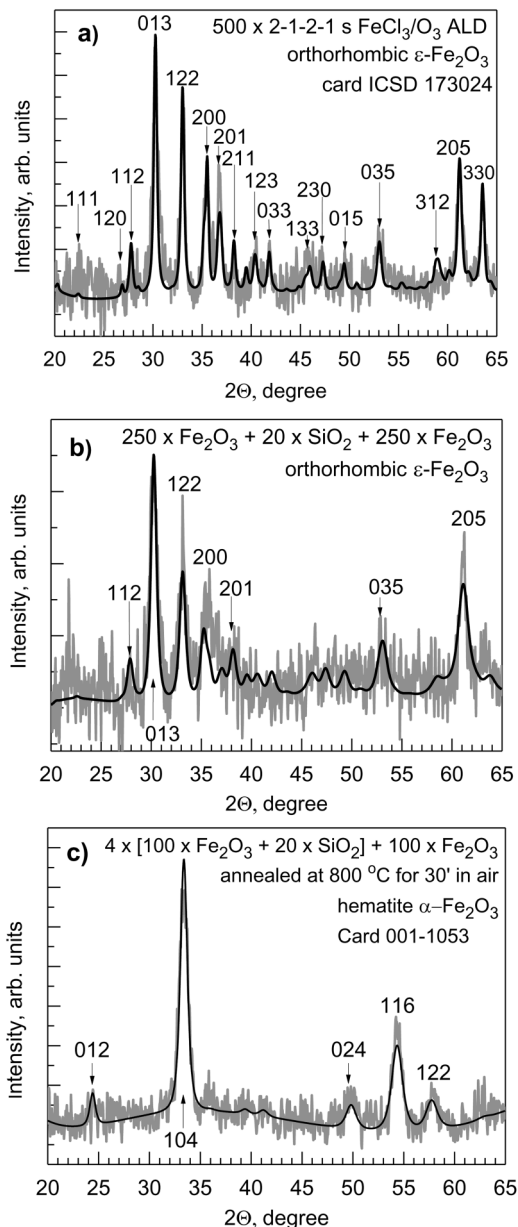 a)
500 x 2-1-2-1 s FeCl₃/O₃ ALD
orthorhombic ε-Fe₂O₃
card ICSD 173024
013
122
200
201
211
123
033
111
120
112
133
230
015
035
312
205
330
Intensity, arb. units
20 25 30 35 40 45 50 55 60 65
2Θ, degree
b)
250 x Fe₂O₃ + 20 x SiO₂ + 250 x Fe₂O₃
orthorhombic ε-Fe₂O₃
112
122
200
201
035
205
013
Intensity, arb. units
20 25 30 35 40 45 50 55 60 65
2Θ, degree
c)
4 x [100 x Fe₂O₃ + 20 x SiO₂] + 100 x Fe₂O₃
annealed at 800 °C for 30' in air
hematite α–Fe₂O₃
Card 001-1053
012
104
024
116
122
Intensity, arb. units
20 25 30 35 40 45 50 55 60 65
2Θ, degree